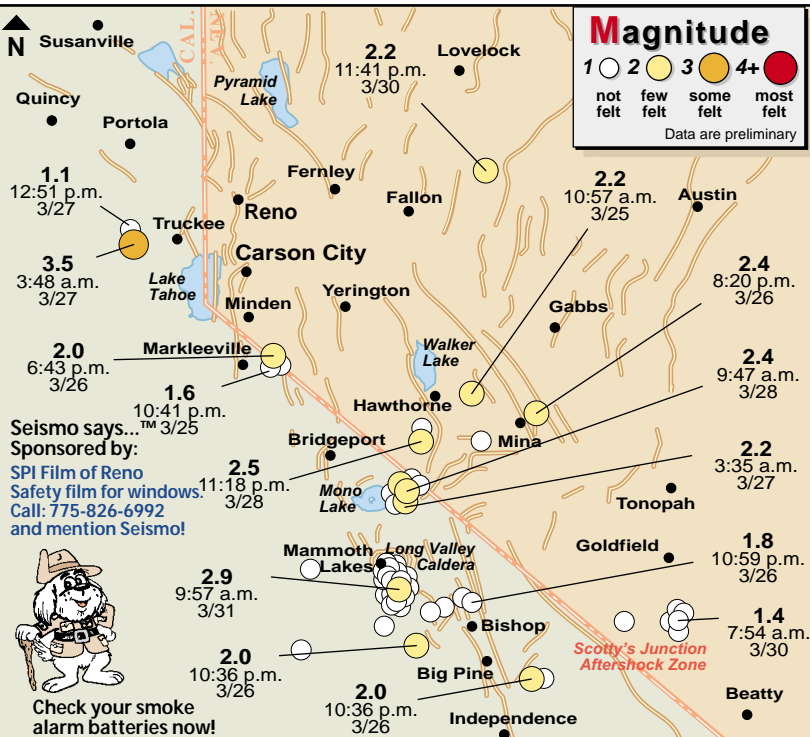 N
Susanville
CAL.
NEV.
Pyramid
Lake
2.2
11:41 p.m.
3/30
Lovelock
Magnitude
1 2 3 4+
not felt
few felt
some felt
most felt
Data are preliminary
Quincy
Portola
1.1
12:51 p.m.
3/27
Truckee
Reno
Fernley
Fallon
2.2
10:57 a.m.
3/25
Austin
3.5
3:48 a.m.
3/27
Lake
Tahoe
Carson City
Minden
Yerington
Gabbs
2.4
8:20 p.m.
3/26
2.0
6:43 p.m.
3/26
Markleeville
Walker
Lake
1.6
10:41 p.m.
3/25
Hawthorne
Mina
2.4
9:47 a.m.
3/28
Seismo says...™
Sponsored by:
SPI Film of Reno
Safety film for windows.
Call: 775-826-6992
and mention Seismo!
Bridgeport
2.5
11:18 p.m.
3/28
Mono
Lake
2.2
3:35 a.m.
3/27
Tonopah
Mammoth
Lakes
Long Valley
Caldera
Goldfield
1.8
10:59 p.m.
3/26
2.9
9:57 a.m.
3/31
Bishop
1.4
7:54 a.m.
3/30
Scotty's Junction
Aftershock Zone
2.0
10:36 p.m.
3/26
Big Pine
2.0
10:36 p.m.
3/26
Independence
Beatty
Check your smoke
alarm batteries now!